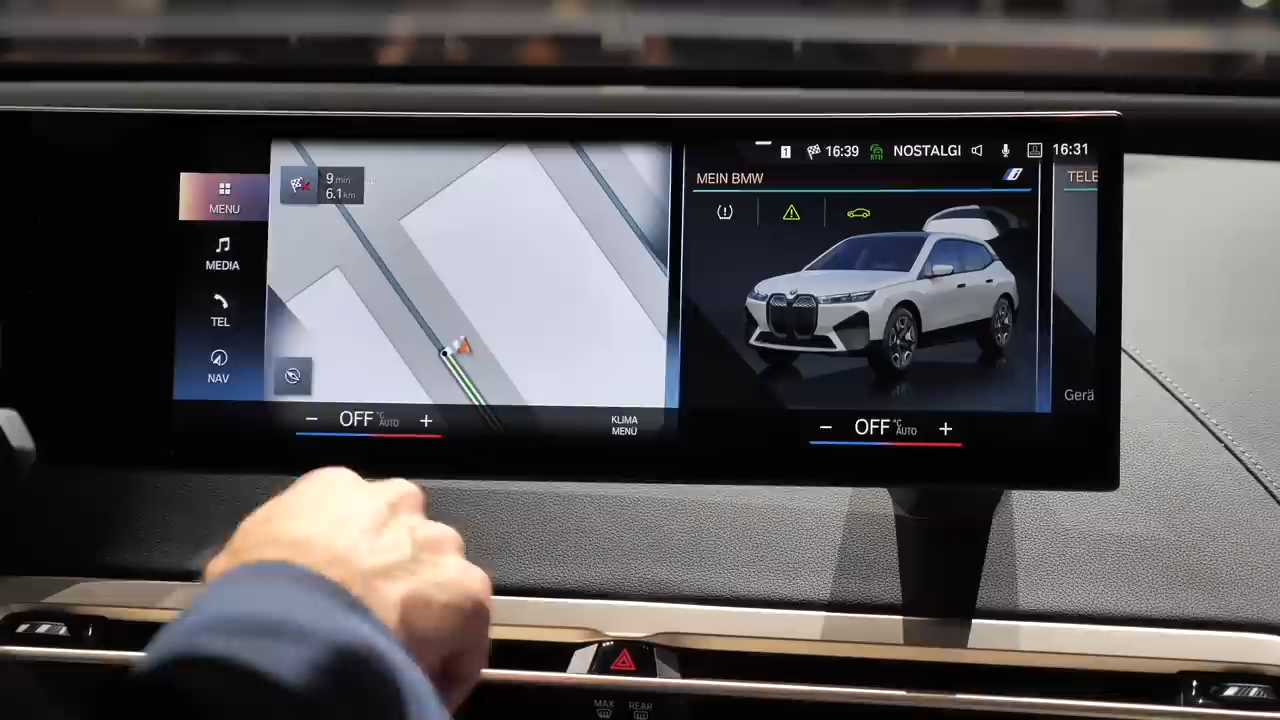 1 16:39 NOSTALGI 16:31
MENU
MEDIA
TEL
NAV
9 min
6.1 km
MEIN BMW
TELE
Gerä
− OFF °C AUTO +
KLIMA
MENÜ
− OFF °C AUTO +
MAX REAR